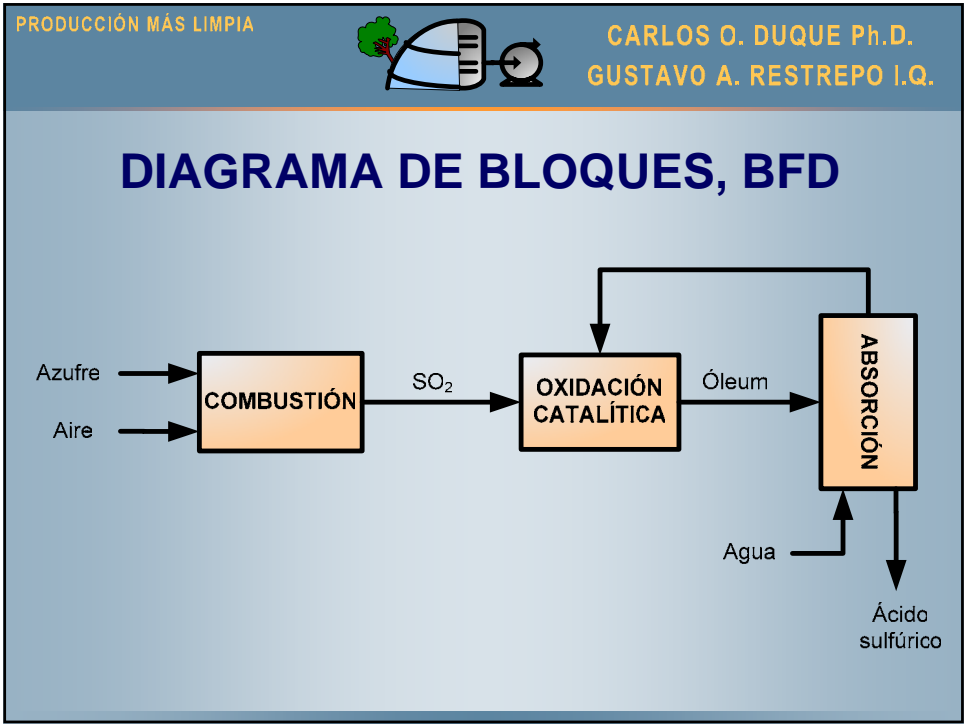 PRODUCCIÓN MÁS LIMPIA
CARLOS O. DUQUE Ph.D.
GUSTAVO A. RESTREPO I.Q.
DIAGRAMA DE BLOQUES, BFD
Azufre
Aire
COMBUSTIÓN
SO₂
OXIDACIÓN
CATALÍTICA
Óleum
ABSORCIÓN
Agua
Ácido
sulfúrico